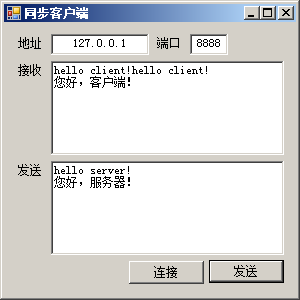 同步客户端
地址 127.0.0.1 端口 8888
接收
hello client!hello client!
您好，客户端！
发送
hello server!
您好，服务器！
连接 发送